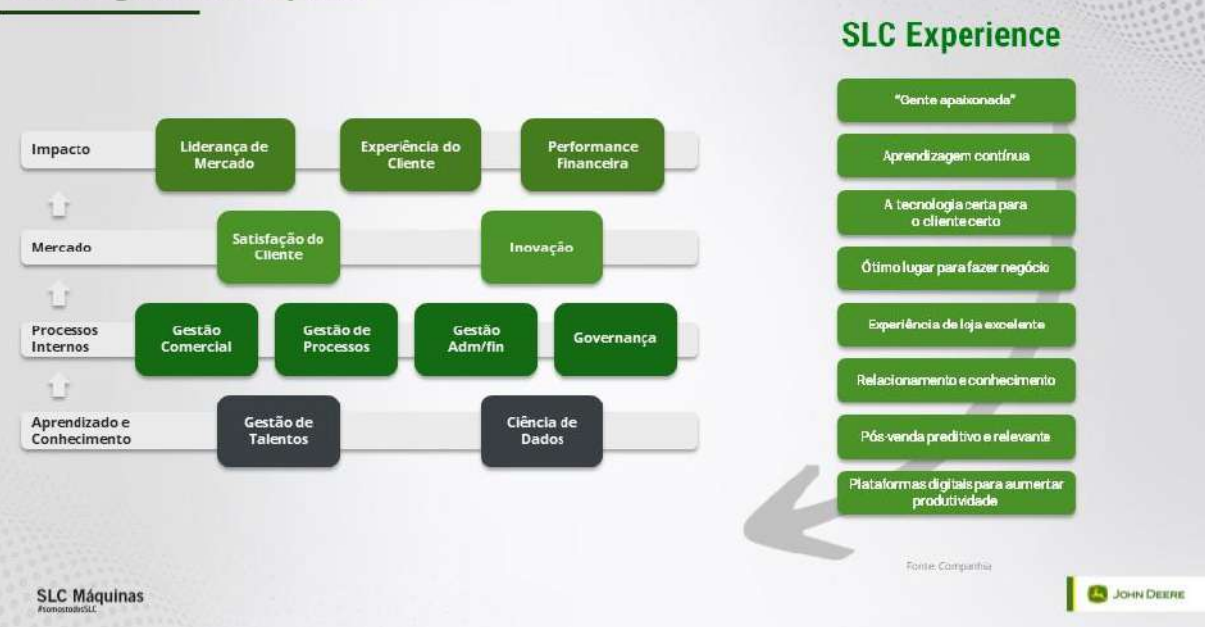 SLC Experience
Impacto
Liderança de
Mercado
Experiência do
Cliente
Performance
Financeira
Mercado
Satisfação do
Cliente
Inovação
Processos
Internos
Gestão
Comercial
Gestão de
Processos
Gestão
Adm/fin
Governança
Aprendizado e
Conhecimento
Gestão de
Talentos
Ciência de
Dados
"Gente apaixonada"
Aprendizagem contínua
A tecnologia certa para
o cliente certo
Ótimo lugar para fazer negócio
Experiência de loja excelente
Relacionamento e conhecimento
Pós-venda preditivo e relevante
Plataformas digitais para aumentar
produtividade
Fonte: Companhia
SLC Máquinas
#somostodosSLC
JOHN DEERE